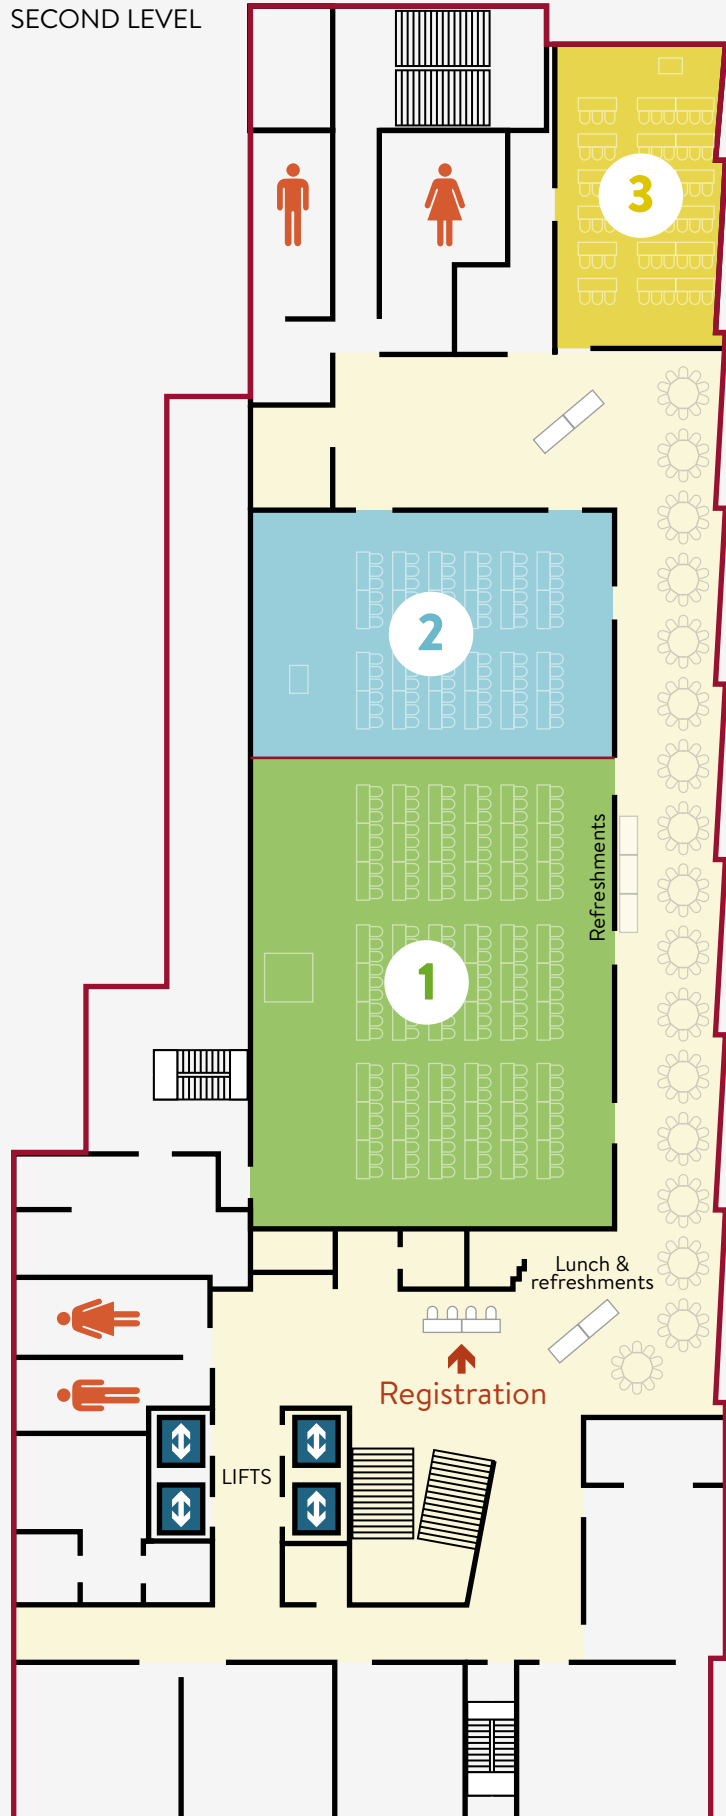 SECOND LEVEL
3
2
Refreshments
1
Lunch &
refreshments
Registration
LIFTS